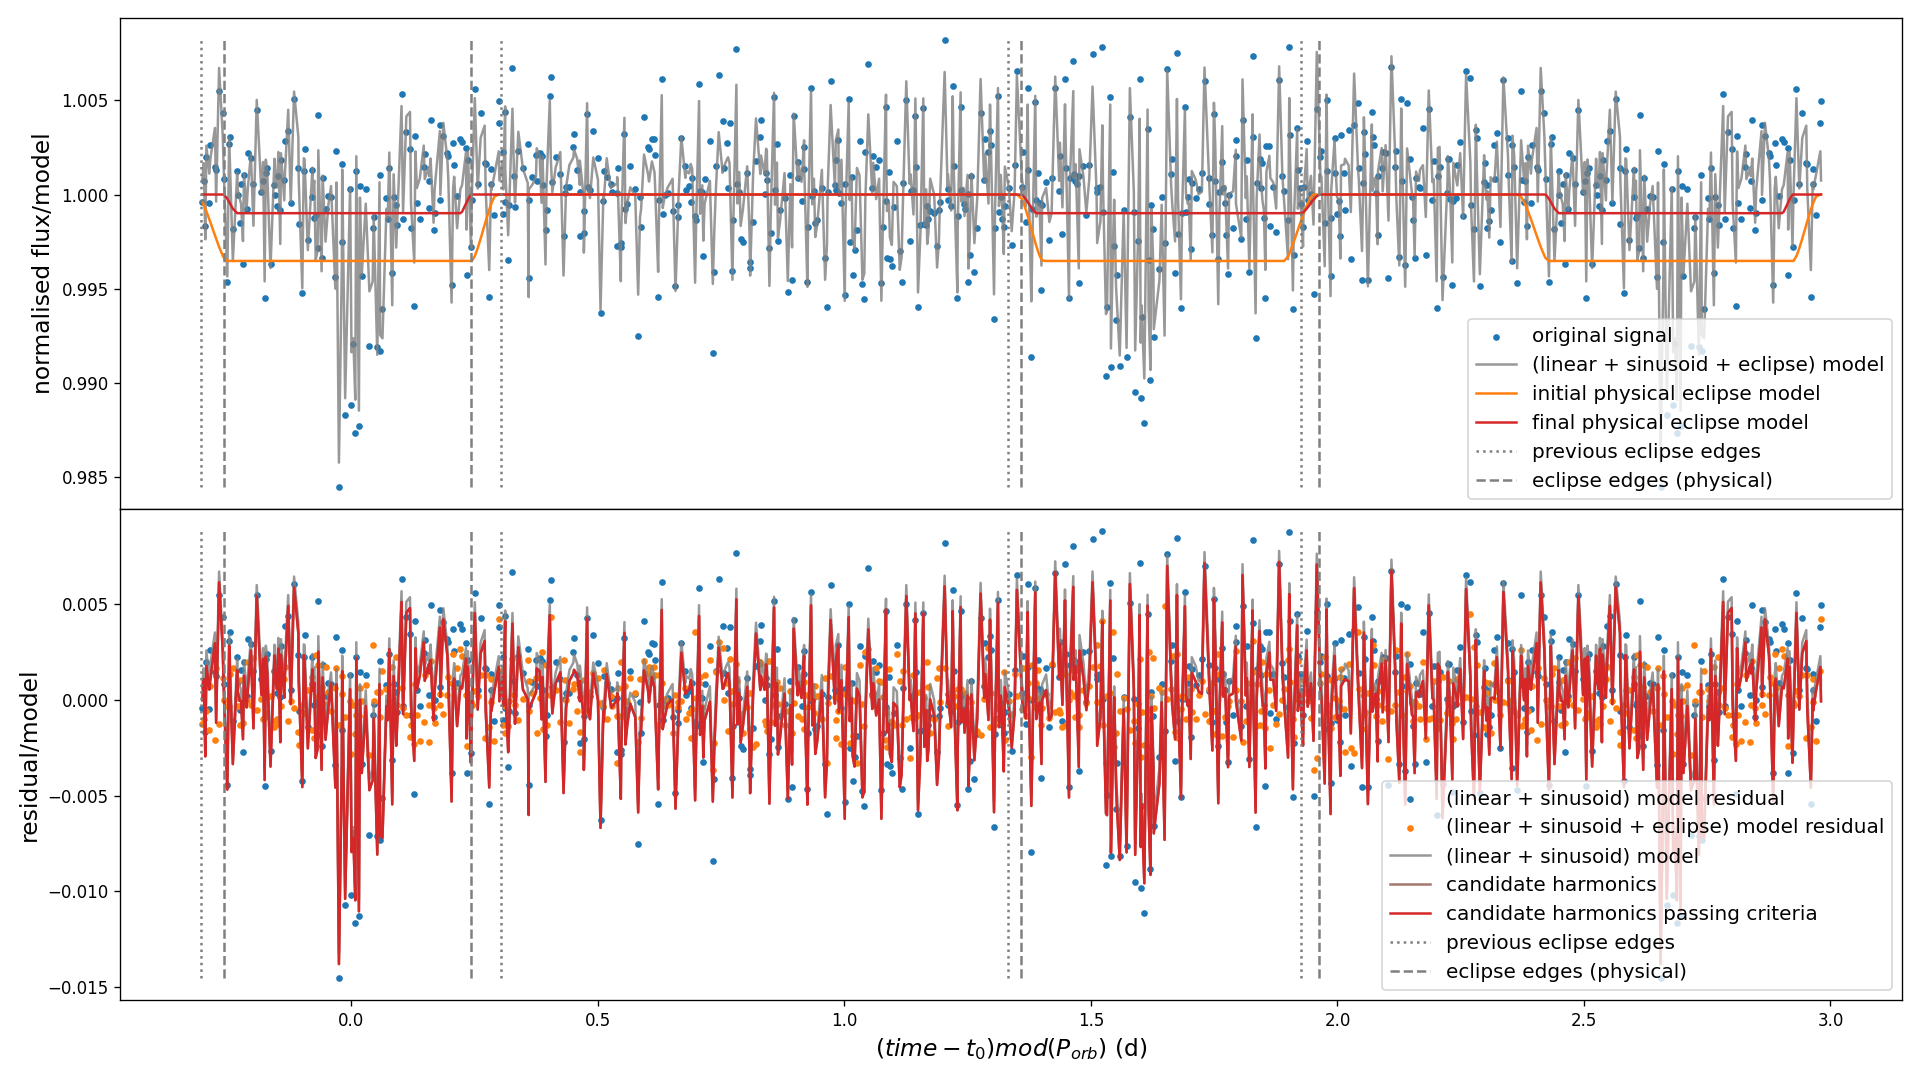 normalised flux/model
1.005
1.000
0.995
0.990
0.985
original signal
(linear + sinusoid + eclipse) model
initial physical eclipse model
final physical eclipse model
previous eclipse edges
eclipse edges (physical)
residual/model
0.005
0.000
−0.005
−0.010
−0.015
(linear + sinusoid) model residual
(linear + sinusoid + eclipse) model residual
(linear + sinusoid) model
candidate harmonics
candidate harmonics passing criteria
previous eclipse edges
eclipse edges (physical)
0.0 0.5 1.0 1.5 2.0 2.5 3.0
(time − t₀)mod(Pₒᵣb) (d)